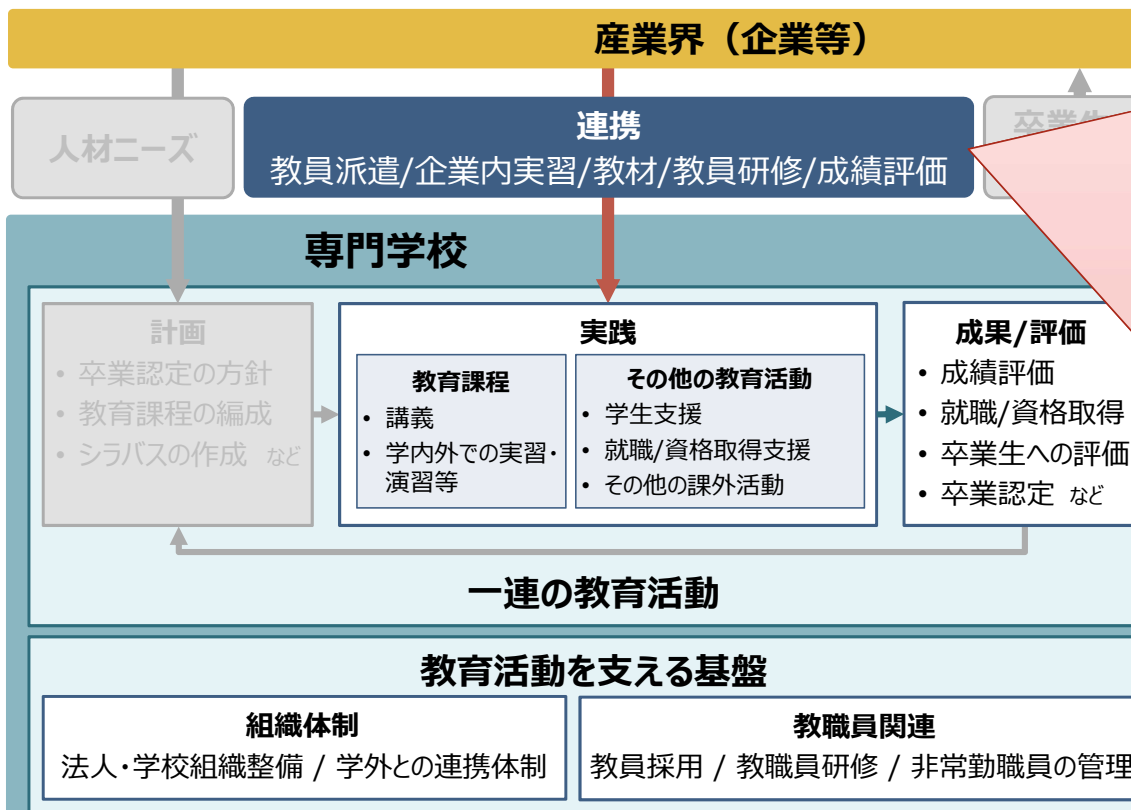 産業界（企業等）
人材ニーズ
連携
教員派遣/企業内実習/教材/教員研修/成績評価
専門学校
計画
• 卒業認定の方針
• 教育課程の編成
• シラバスの作成 など
実践
教育課程
• 講義
• 学内外での実習・
演習等
その他の教育活動
• 学生支援
• 就職/資格取得支援
• その他の課外活動
成果/評価
• 成績評価
• 就職/資格取得
• 卒業生への評価
• 卒業認定 など
一連の教育活動
教育活動を支える基盤
組織体制
法人・学校組織整備 / 学外との連携体制
教職員関連
教員採用 / 教職員研修 / 非常勤職員の管理